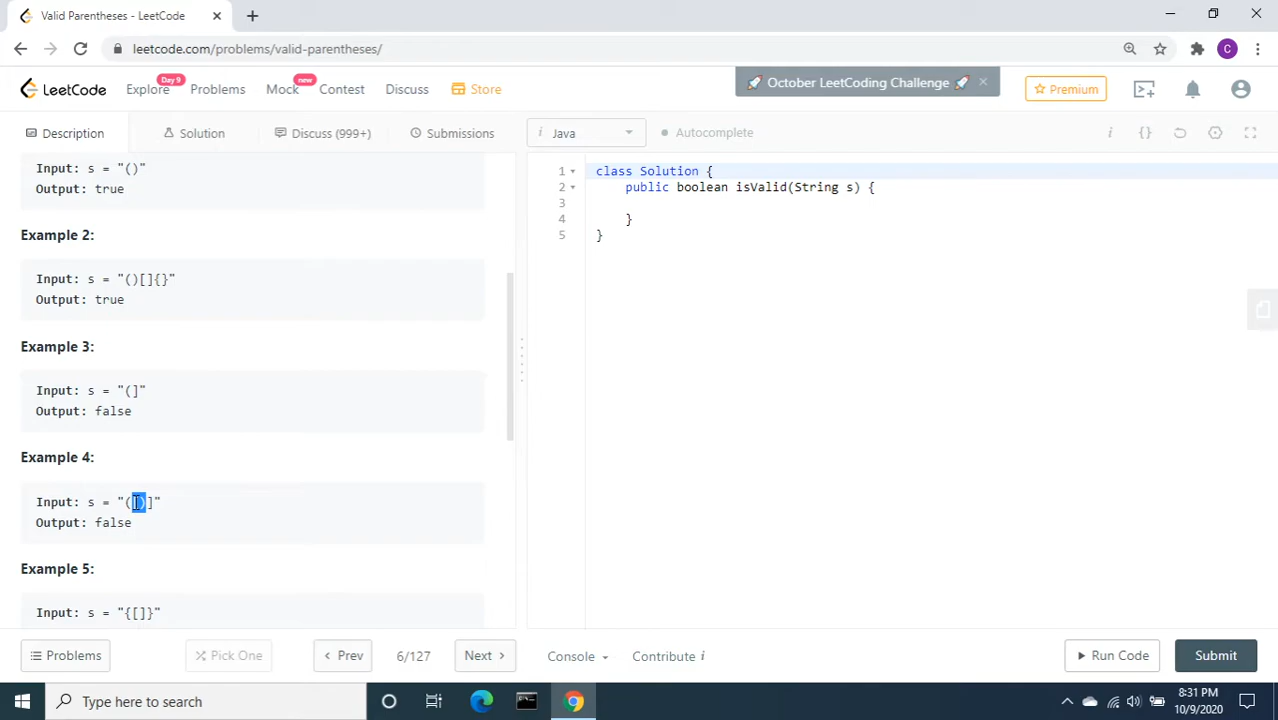 Valid Parentheses - LeetCode
leetcode.com/problems/valid-parentheses/
C
LeetCode
Explore
Day 9
Problems
Mock
new
Contest
Discuss
Store
🚀 October LeetCoding Challenge 🚀
Premium
Description
Solution
Discuss (999+)
Submissions
i Java
Autocomplete
i {}
Input: s = "()"
Output: true
Example 2:
Input: s = "()[]{}"
Output: true
Example 3:
Input: s = "(]"
Output: false
Example 4:
Input: s = "([)]"
Output: false
Example 5:
Input: s = "{[]}"
1 class Solution {
2 public boolean isValid(String s) {
3
4 }
5 }
Problems
Pick One
< Prev
6/127
Next >
Console
Contribute i
Run Code
Submit
Type here to search
8:31 PM
10/9/2020